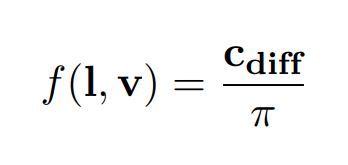 f(l, v) = c_diff / π